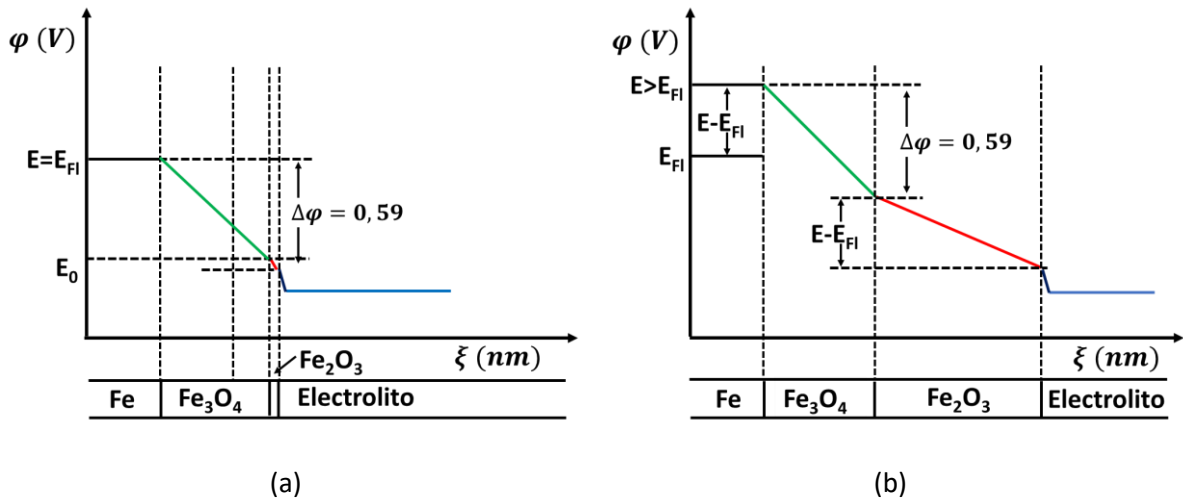 φ (V)
E=E_Fl
Δφ = 0, 59
E_0
ξ (nm)
Fe_2O_3
Fe
Fe_3O_4
Electrolito
(a)
φ (V)
E>E_Fl
E-E_Fl
Δφ = 0, 59
E_Fl
E-E_Fl
ξ (nm)
Fe
Fe_3O_4
Fe_2O_3
Electrolito
(b)